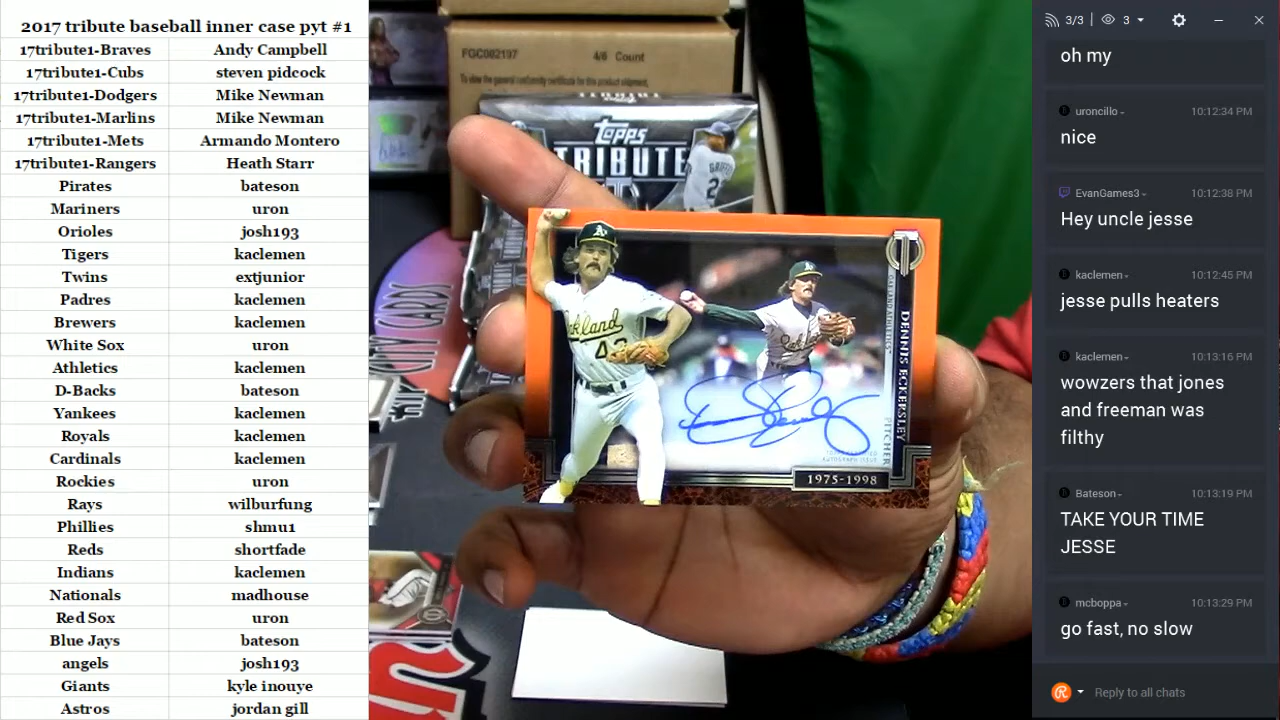 2017 tribute baseball inner case pyt #1
17tribute1-Braves Andy Campbell
17tribute1-Cubs steven pidcock
17tribute1-Dodgers Mike Newman
17tribute1-Marlins Mike Newman
17tribute1-Mets Armando Montero
17tribute1-Rangers Heath Starr
Pirates bateson
Mariners uron
Orioles josh193
Tigers kaclemen
Twins extjunior
Padres kaclemen
Brewers kaclemen
White Sox uron
Athletics kaclemen
D-Backs bateson
Yankees kaclemen
Royals kaclemen
Cardinals kaclemen
Rockies uron
Rays wilburfung
Phillies shmu1
Reds shortfade
Indians kaclemen
Nationals madhouse
Red Sox uron
Blue Jays bateson
angels josh193
Giants kyle inouye
Astros jordan gill
FGC002197 4/6 Count
Topps
TRIBUTE
2
CITY CARDS
Oakland
DENNIS ECKERSLEY
OAKLAND ATHLETICS
PITCHER
1975-1998
3/3 3
oh my
uroncillo 10:12:34 PM
nice
EvanGames3 10:12:38 PM
Hey uncle jesse
kaclemen 10:12:45 PM
jesse pulls heaters
kaclemen 10:13:16 PM
wowzers that jones
and freeman was
filthy
Bateson 10:13:19 PM
TAKE YOUR TIME
JESSE
mcboppa 10:13:29 PM
go fast, no slow
Reply to all chats